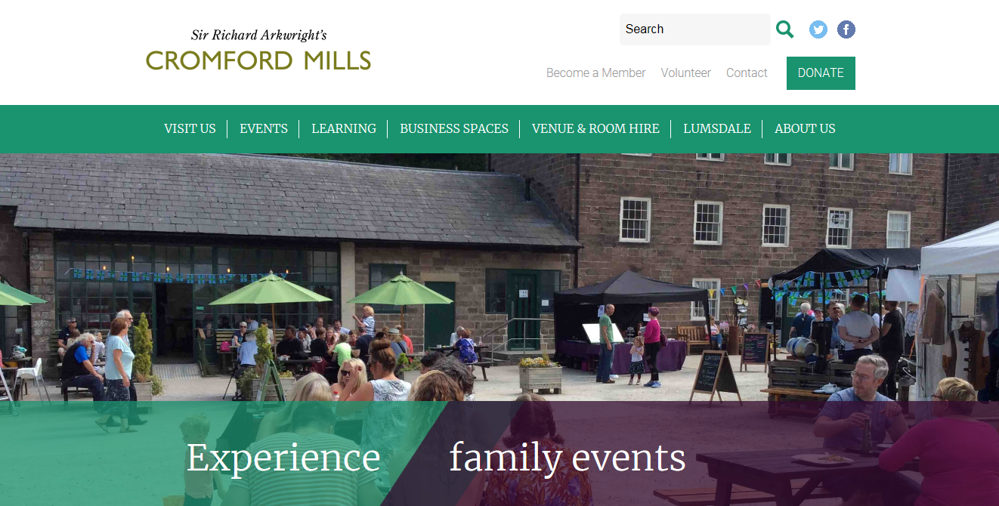 Sir Richard Arkwright's
CROMFORD MILLS
Search
Become a Member Volunteer Contact DONATE
VISIT US EVENTS LEARNING BUSINESS SPACES VENUE & ROOM HIRE LUMSDALE ABOUT US
Experience family events